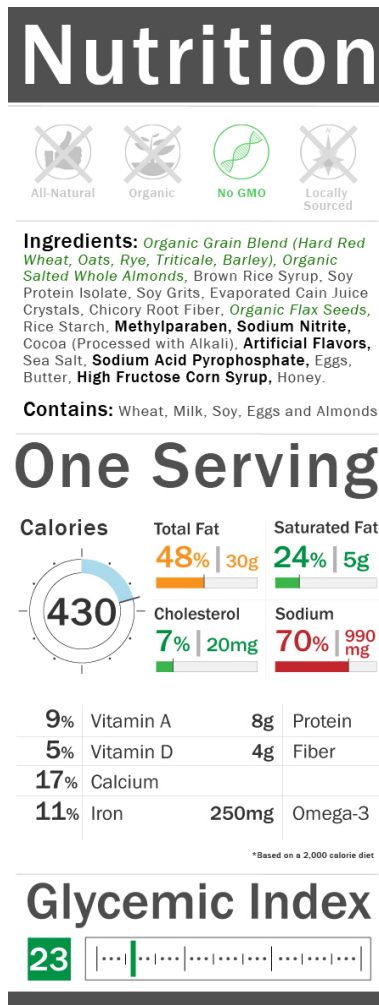 Nutrition
All-Natural Organic No GMO Locally
Sourced
Ingredients: Organic Grain Blend (Hard Red
Wheat, Oats, Rye, Triticale, Barley), Organic
Salted Whole Almonds, Brown Rice Syrup, Soy
Protein Isolate, Soy Grits, Evaporated Cain Juice
Crystals, Chicory Root Fiber, Organic Flax Seeds,
Rice Starch, Methylparaben, Sodium Nitrite,
Cocoa (Processed with Alkali), Artificial Flavors,
Sea Salt, Sodium Acid Pyrophosphate, Eggs,
Butter, High Fructose Corn Syrup, Honey.
Contains: Wheat, Milk, Soy, Eggs and Almonds
One Serving
Calories
430
Total Fat
48% 30g
Saturated Fat
24% 5g
Cholesterol
7% 20mg
Sodium
70% 990
mg
9% Vitamin A 8g Protein
5% Vitamin D 4g Fiber
17% Calcium
11% Iron 250mg Omega-3
*Based on a 2,000 calorie diet
Glycemic Index
23